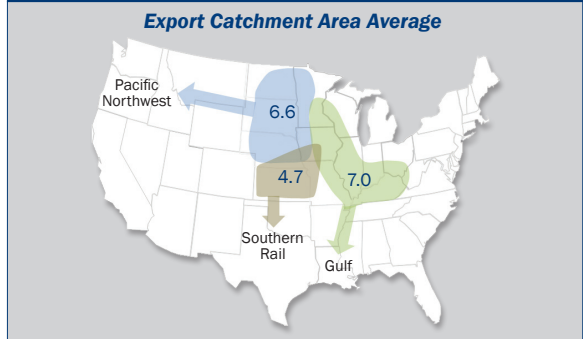 Export Catchment Area Average
Pacific
Northwest
6.6
4.7
7.0
Southern
Rail
Gulf